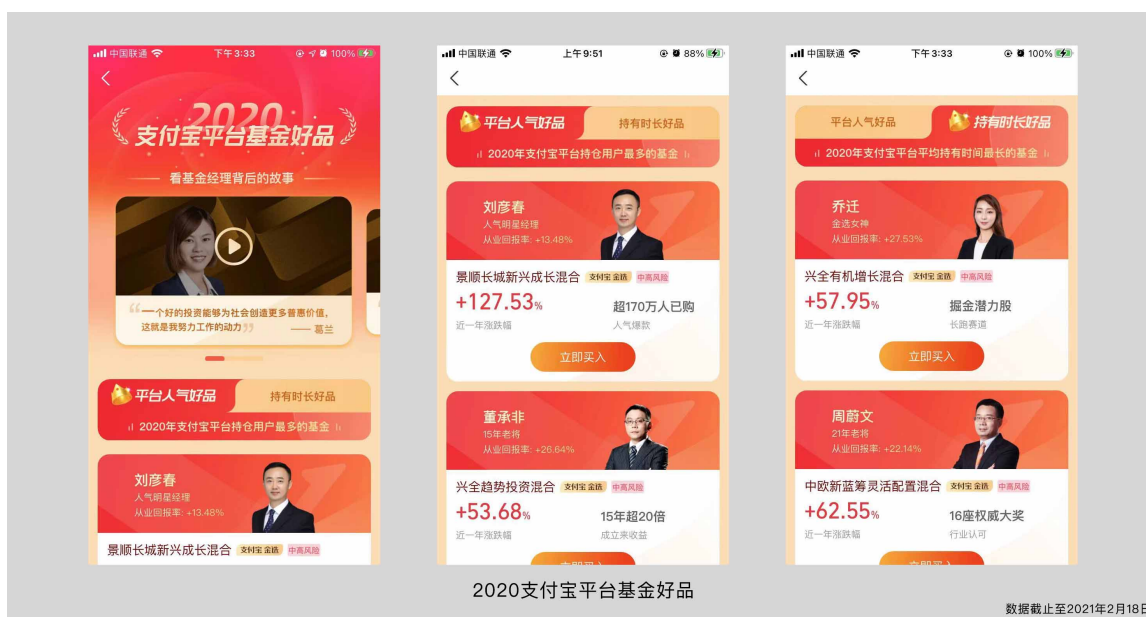 中国联通 下午3:33 100%
2020
支付宝平台基金好品
看基金经理背后的故事
一个好的投资能够为社会创造更多普惠价值,
这就是我努力工作的动力 —— 葛兰
平台人气好品 持有时长好品
2020年支付宝平台持仓用户最多的基金
刘彦春
人气明星经理
从业回报率: +13.48%
景顺长城新兴成长混合 支付宝 金选 中高风险
中国联通 上午9:51 88%
平台人气好品 持有时长好品
2020年支付宝平台持仓用户最多的基金
刘彦春
人气明星经理
从业回报率: +13.48%
景顺长城新兴成长混合 支付宝 金选 中高风险
+127.53% 超170万人已购
近一年涨跌幅 人气爆款
立即买入
董承非
15年老将
从业回报率: +26.64%
兴全趋势投资混合 支付宝 金选 中高风险
+53.68% 15年超20倍
近一年涨跌幅 成立来收益
立即买入
中国联通 下午3:33 100%
平台人气好品 持有时长好品
2020年支付宝平台平均持有时间最长的基金
乔迁
金选女神
从业回报率: +27.53%
兴全有机增长混合 支付宝 金选 中高风险
+57.95% 掘金潜力股
近一年涨跌幅 长跑赛道
立即买入
周蔚文
21年老将
从业回报率: +22.14%
中欧新蓝筹灵活配置混合 支付宝 金选 中高风险
+62.55% 16座权威大奖
近一年涨跌幅 行业认可
立即买入
2020支付宝平台基金好品
数据截止至2021年2月18日